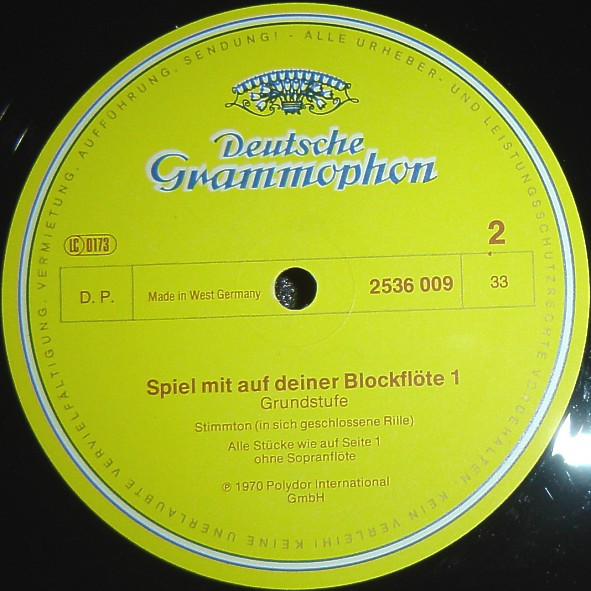 Deutsche
Grammophon
LC 0173
2
D. P.
Made in West Germany
2536 009
33
Spiel mit auf deiner Blockflöte 1
Grundstufe
Stimmton (in sich geschlossene Rille)
Alle Stücke wie auf Seite 1
ohne Sopranflöte
℗ 1970 Polydor International
GmbH
ALLE URHEBER- UND LEISTUNGSSCHUTZRECHTE VORBEHALTEN. KEIN VERLEIH! KEINE UNERLAUBTE VERVIELFÄLTIGUNG, VERMIETUNG, AUFFÜHRUNG, SENDUNG! -